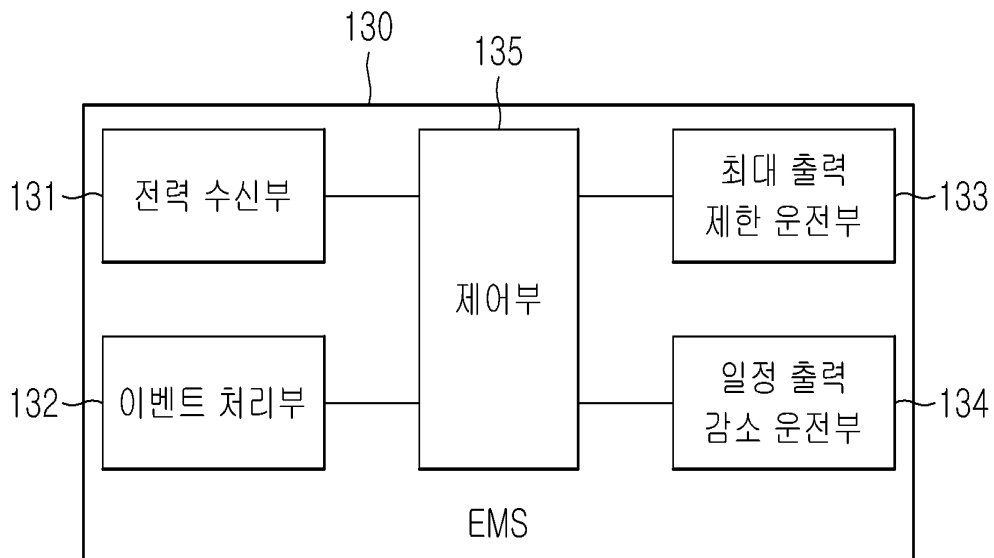 130
135
131
전력 수신부
제어부
최대 출력
제한 운전부
133
132
이벤트 처리부
일정 출력
감소 운전부
134
EMS